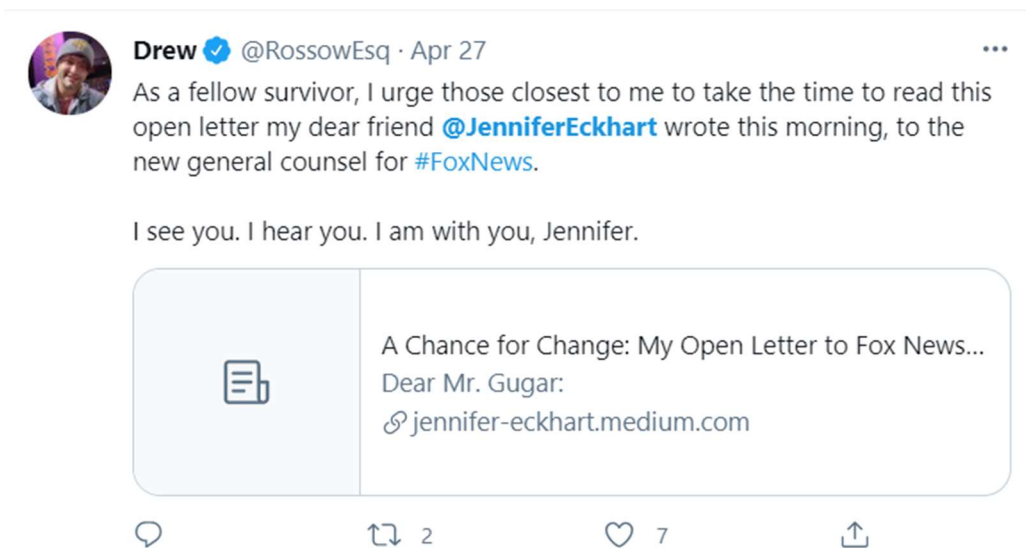 Drew @RossowEsq · Apr 27
As a fellow survivor, I urge those closest to me to take the time to read this
open letter my dear friend @JenniferEckhart wrote this morning, to the
new general counsel for #FoxNews.
I see you. I hear you. I am with you, Jennifer.
A Chance for Change: My Open Letter to Fox News...
Dear Mr. Gugar:
jennifer-eckhart.medium.com
2 7